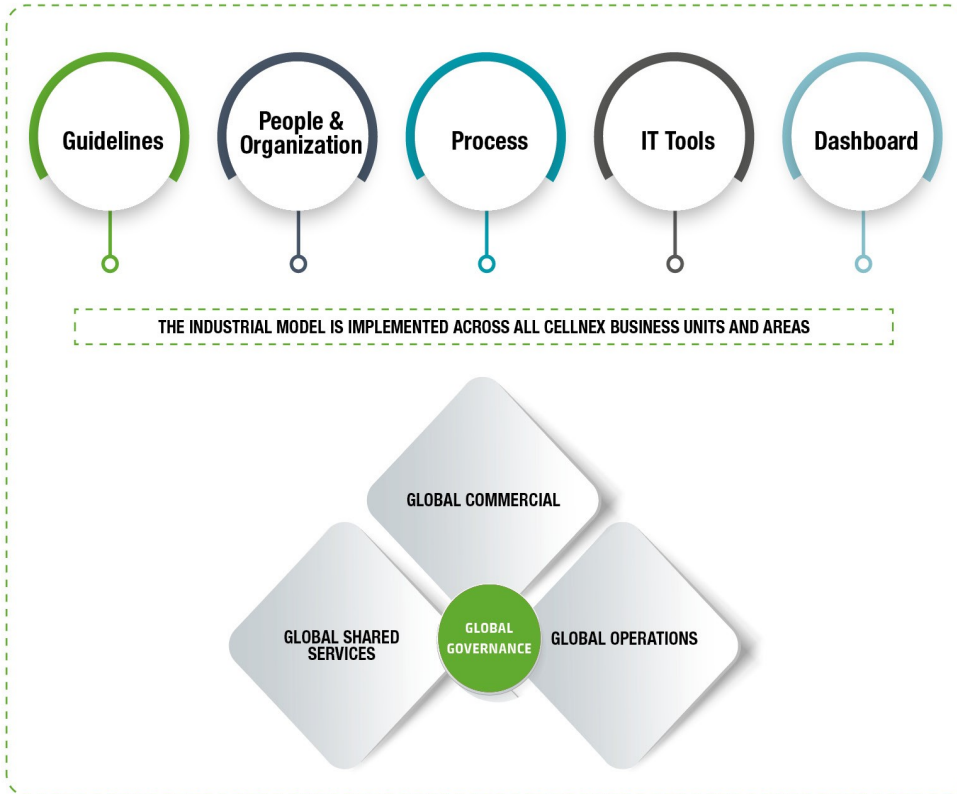 Guidelines
People &
Organization
Process
IT Tools
Dashboard
THE INDUSTRIAL MODEL IS IMPLEMENTED ACROSS ALL CELLNEX BUSINESS UNITS AND AREAS
GLOBAL COMMERCIAL
GLOBAL SHARED
SERVICES
GLOBAL
GOVERNANCE
GLOBAL OPERATIONS